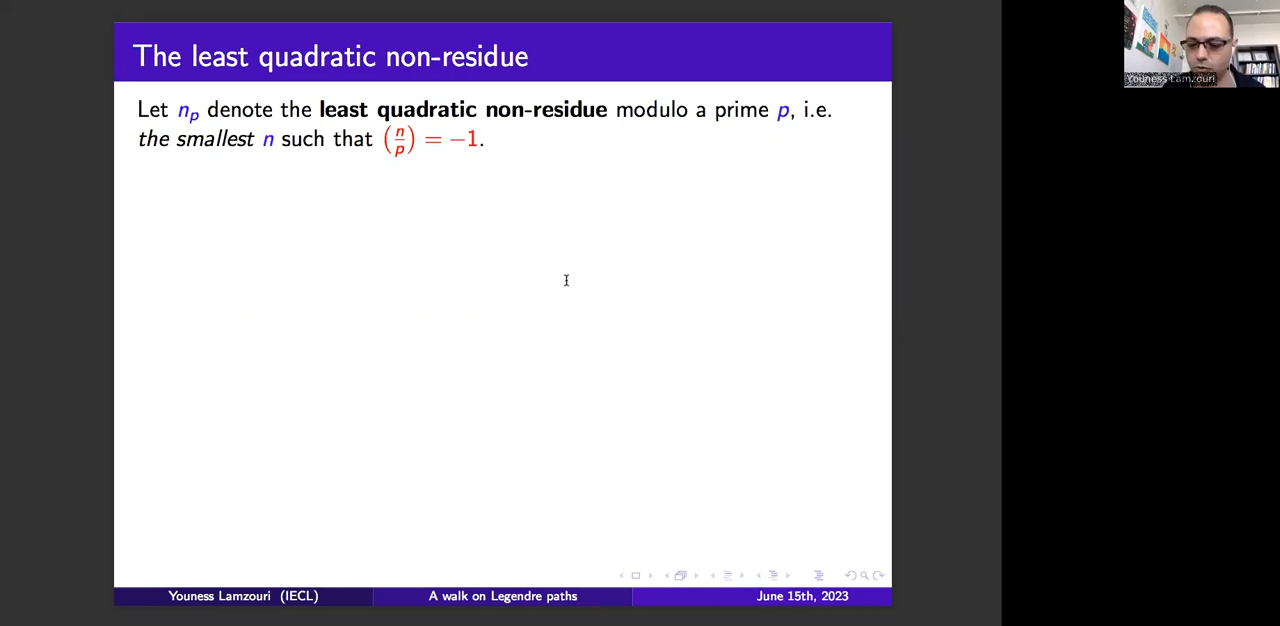 The least quadratic non-residue
Let n_p denote the least quadratic non-residue modulo a prime p, i.e.
the smallest n such that (n/p) = −1.
Youness Lamzouri (IECL)
A walk on Legendre paths
June 15th, 2023
Youness Lamzouri